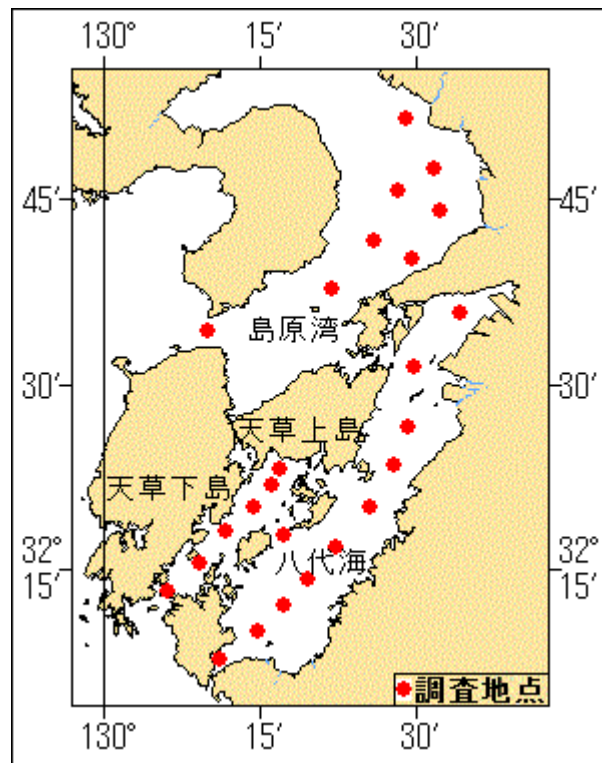 130° 15′ 30′
45′ 45′
島原湾
30′ 30′
天草上島
天草下島
八代海
32° 32°
15′ 15′
調査地点
130° 15′ 30′